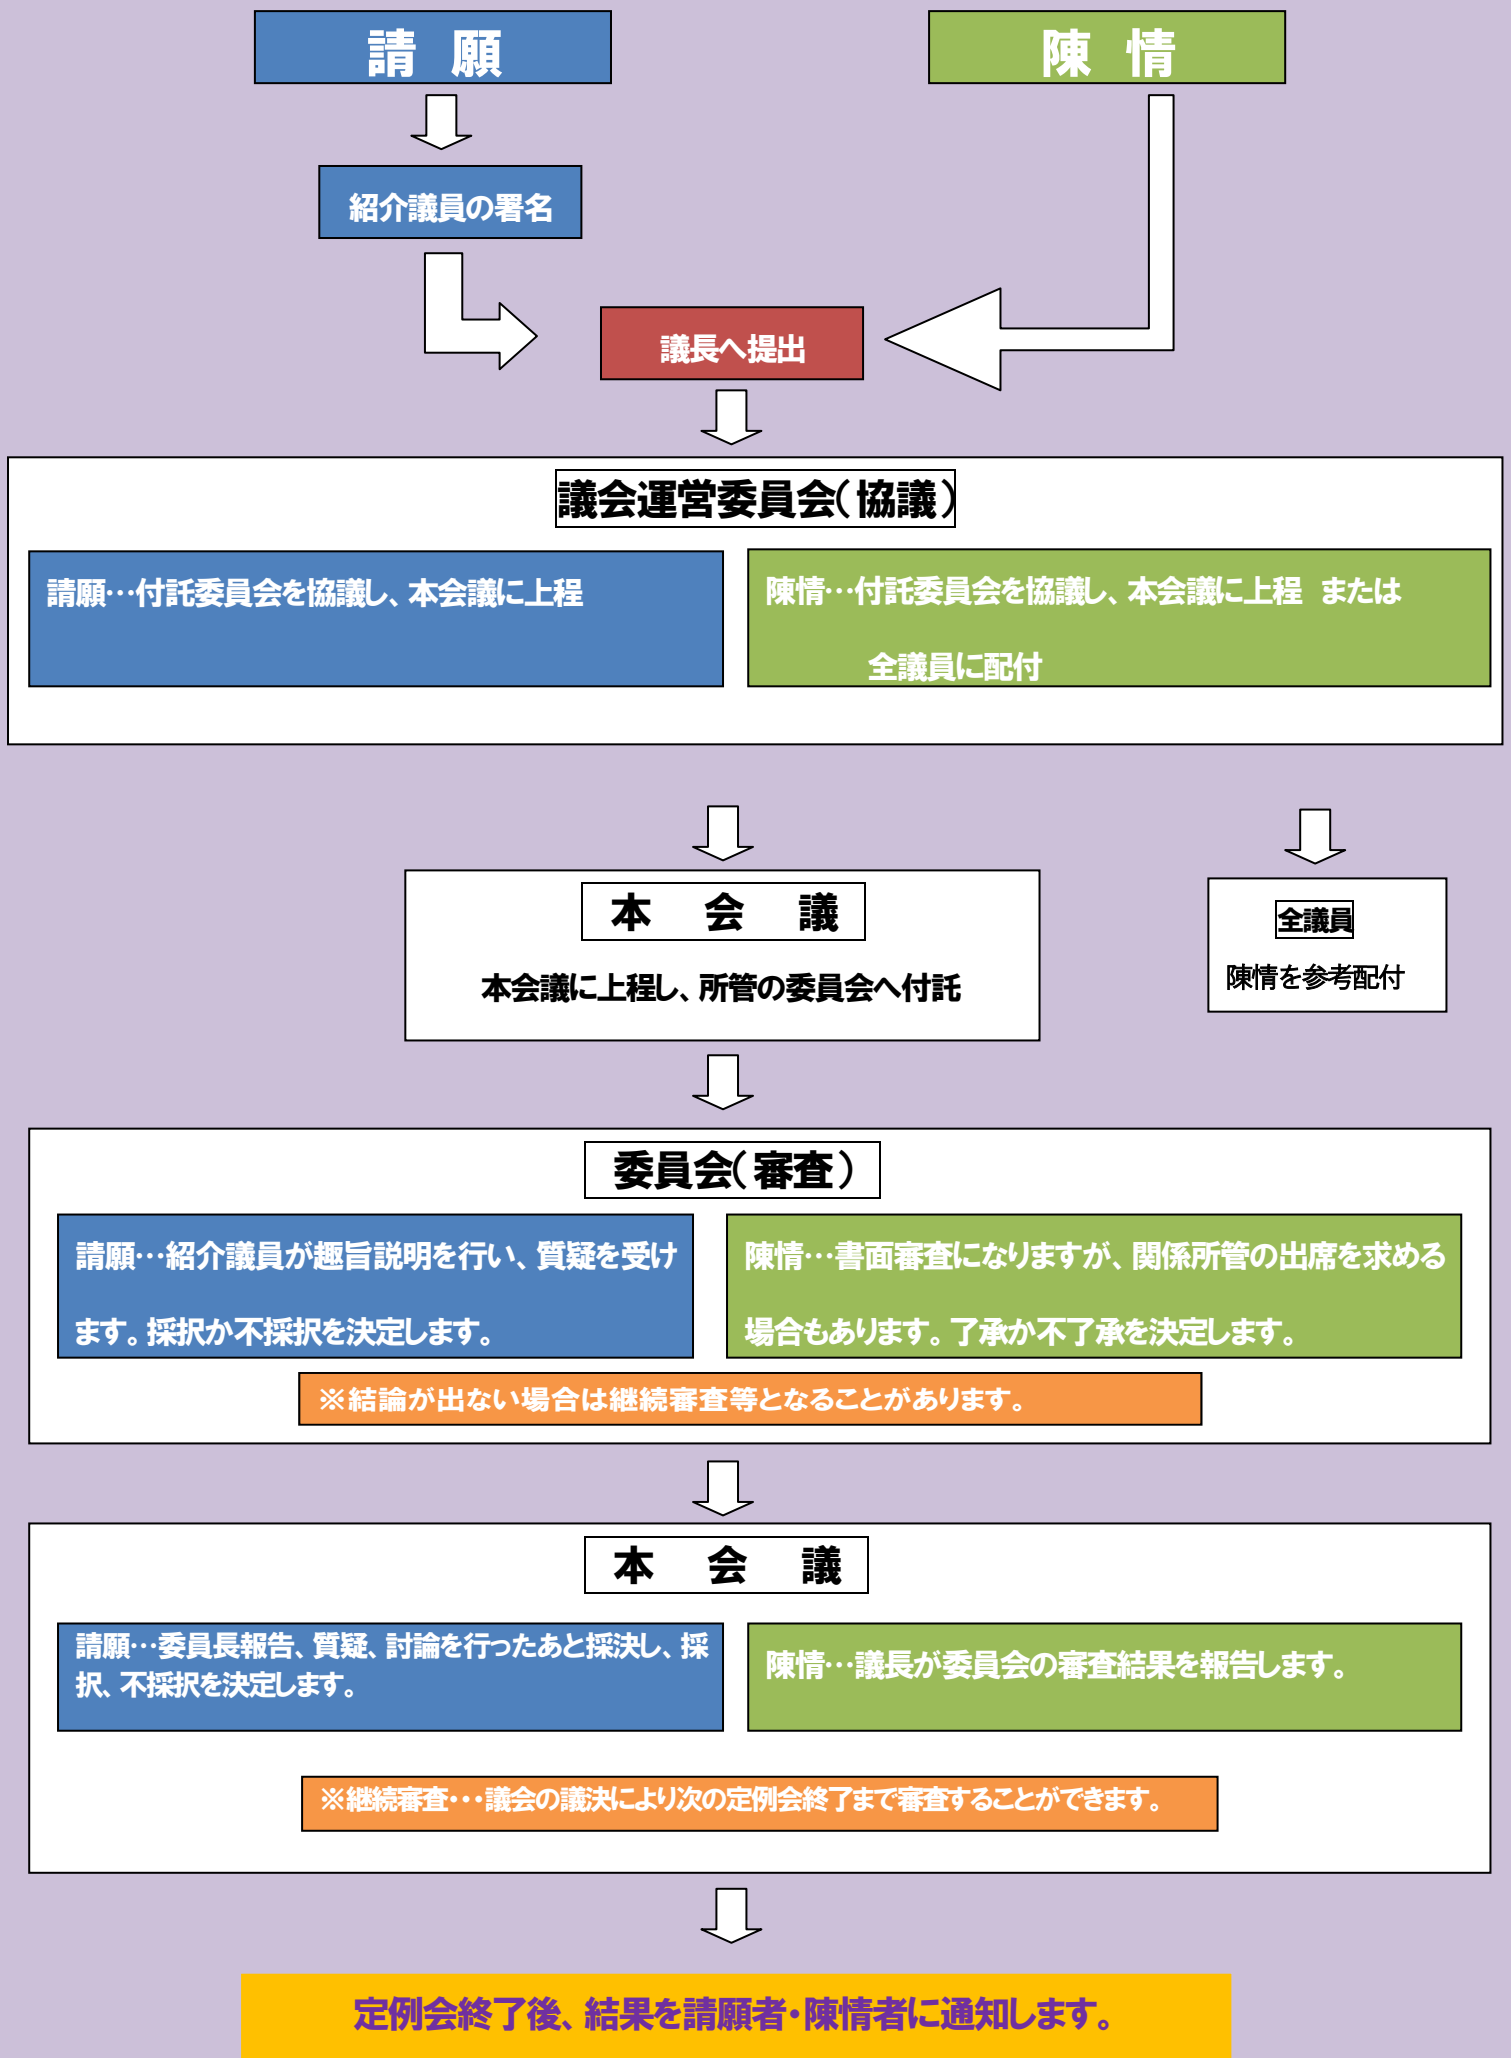 請　願
陳　情
紹介議員の署名
議長へ提出
議会運営委員会（協議）
請願…付託委員会を協議し、本会議に上程
陳情…付託委員会を協議し、本会議に上程　または
全議員に配付
本　会　議
本会議に上程し、所管の委員会へ付託
全議員
陳情を参考配付
委員会（審査）
請願…紹介議員が趣旨説明を行い、質疑を受け
ます。採択か不採択を決定します。
陳情…書面審査になりますが、関係所管の出席を求める
場合もあります。了承か不了承を決定します。
※結論が出ない場合は継続審査等となることがあります。
本　会　議
請願…委員長報告、質疑、討論を行ったあと採決し、採
択、不採択を決定します。
陳情…議長が委員会の審査結果を報告します。
※継続審査・・・議会の議決により次の定例会終了まで審査することができます。
定例会終了後、結果を請願者・陳情者に通知します。